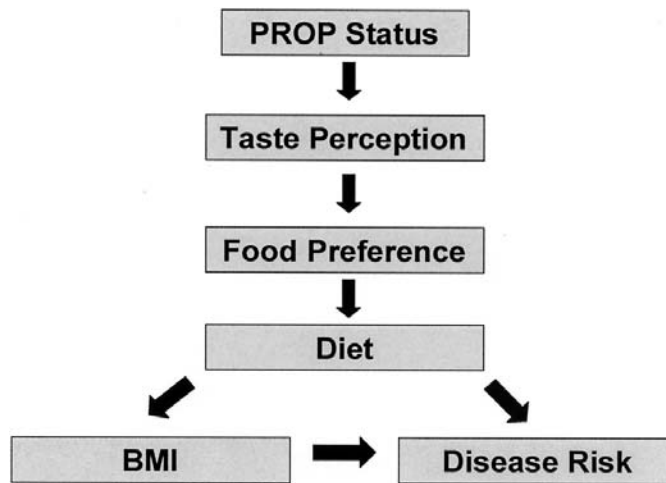 PROP Status
Taste Perception
Food Preference
Diet
BMI
Disease Risk